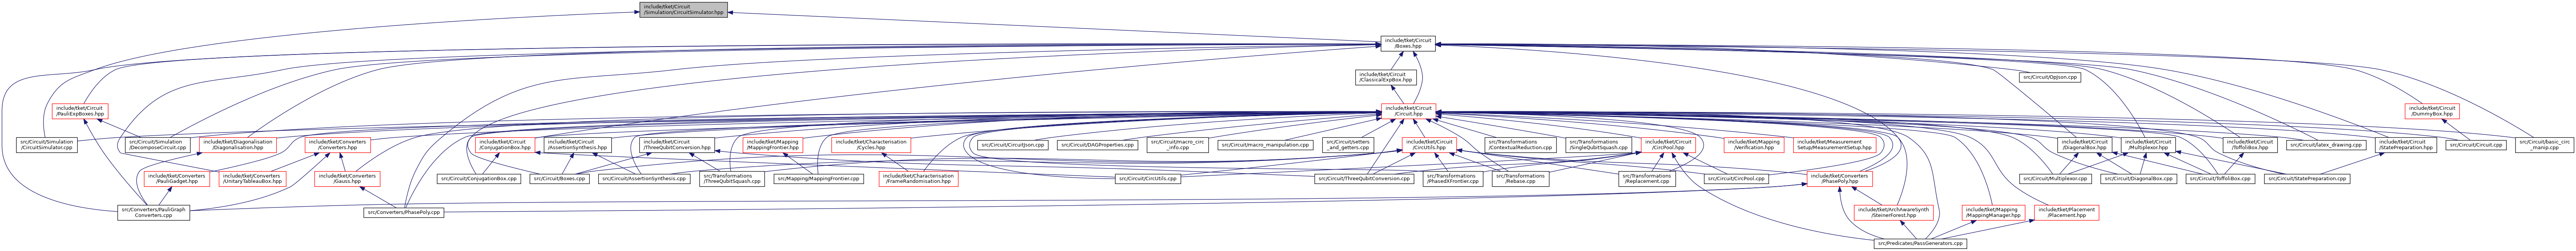 include/tket/Circuit
/Simulation/CircuitSimulator.hpp
include/tket/Circuit
/Boxes.hpp
include/tket/Circuit
/ClassicalExpBox.hpp
src/Circuit/OpJson.cpp
include/tket/Circuit
/PauliExpBoxes.hpp
include/tket/Circuit
/Circuit.hpp
include/tket/Circuit
/DummyBox.hpp
src/Circuit/Simulation
/CircuitSimulator.cpp
src/Circuit/Simulation
/DecomposeCircuit.cpp
include/tket/Diagonalisation
/Diagonalisation.hpp
include/tket/Converters
/Converters.hpp
include/tket/Circuit
/ConjugationBox.hpp
include/tket/Circuit
/AssertionSynthesis.hpp
include/tket/Circuit
/ThreeQubitConversion.hpp
include/tket/Mapping
/MappingFrontier.hpp
include/tket/Characterisation
/Cycles.hpp
src/Circuit/CircuitJson.cpp
src/Circuit/DAGProperties.cpp
src/Circuit/macro_circ
_info.cpp
src/Circuit/macro_manipulation.cpp
src/Circuit/setters
_and_getters.cpp
include/tket/Circuit
/CircUtils.hpp
src/Transformations
/ContextualReduction.cpp
src/Transformations
/SingleQubitSquash.cpp
include/tket/Circuit
/CircPool.hpp
include/tket/Mapping
/Verification.hpp
include/tket/Measurement
Setup/MeasurementSetup.hpp
include/tket/Circuit
/DiagonalBox.hpp
include/tket/Circuit
/Multiplexor.hpp
include/tket/Circuit
/ToffoliBox.hpp
src/Circuit/latex_drawing.cpp
include/tket/Circuit
/StatePreparation.hpp
src/Circuit/Circuit.cpp
src/Circuit/basic_circ
_manip.cpp
include/tket/Converters
/PauliGadget.hpp
include/tket/Converters
/UnitaryTableauBox.hpp
include/tket/Converters
/Gauss.hpp
src/Circuit/ConjugationBox.cpp
src/Circuit/Boxes.cpp
src/Circuit/AssertionSynthesis.cpp
src/Transformations
/ThreeQubitSquash.cpp
src/Mapping/MappingFrontier.cpp
include/tket/Characterisation
/FrameRandomisation.hpp
src/Circuit/CircUtils.cpp
src/Circuit/ThreeQubitConversion.cpp
src/Transformations
/PhasedXFrontier.cpp
src/Transformations
/Rebase.cpp
src/Transformations
/Replacement.cpp
src/Circuit/CircPool.cpp
include/tket/Converters
/PhasePoly.hpp
src/Circuit/Multiplexor.cpp
src/Circuit/DiagonalBox.cpp
src/Circuit/ToffoliBox.cpp
src/Circuit/StatePreparation.cpp
src/Converters/PauliGraph
Converters.cpp
src/Converters/PhasePoly.cpp
include/tket/ArchAwareSynth
/SteinerForest.hpp
include/tket/Mapping
/MappingManager.hpp
include/tket/Placement
/Placement.hpp
src/Predicates/PassGenerators.cpp